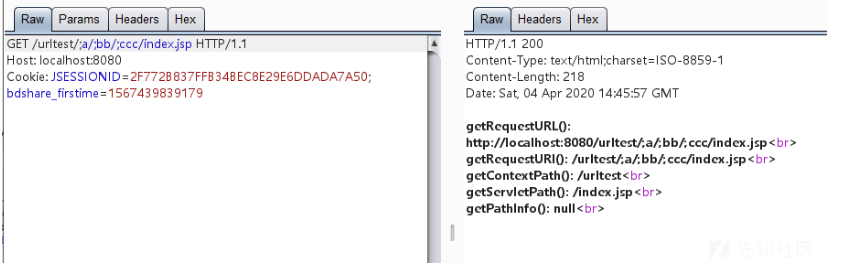 Raw Params Headers Hex
GET /urltest/;a/;bb/;ccc/index.jsp HTTP/1.1
Host: localhost:8080
Cookie: JSESSIONID=2F772B837FFB34BEC8E29E6DDADA7A50;
bdshare_firstime=1567439839179
Raw Headers Hex
HTTP/1.1 200
Content-Type: text/html;charset=ISO-8859-1
Content-Length: 218
Date: Sat, 04 Apr 2020 14:45:57 GMT
getRequestURL():
http://localhost:8080/urltest/;a/;bb/;ccc/index.jsp<br>
getRequestURI(): /urltest/;a/;bb/;ccc/index.jsp<br>
getContextPath(): /urltest<br>
getServletPath(): /index.jsp<br>
getPathInfo(): null<br>
先知社区